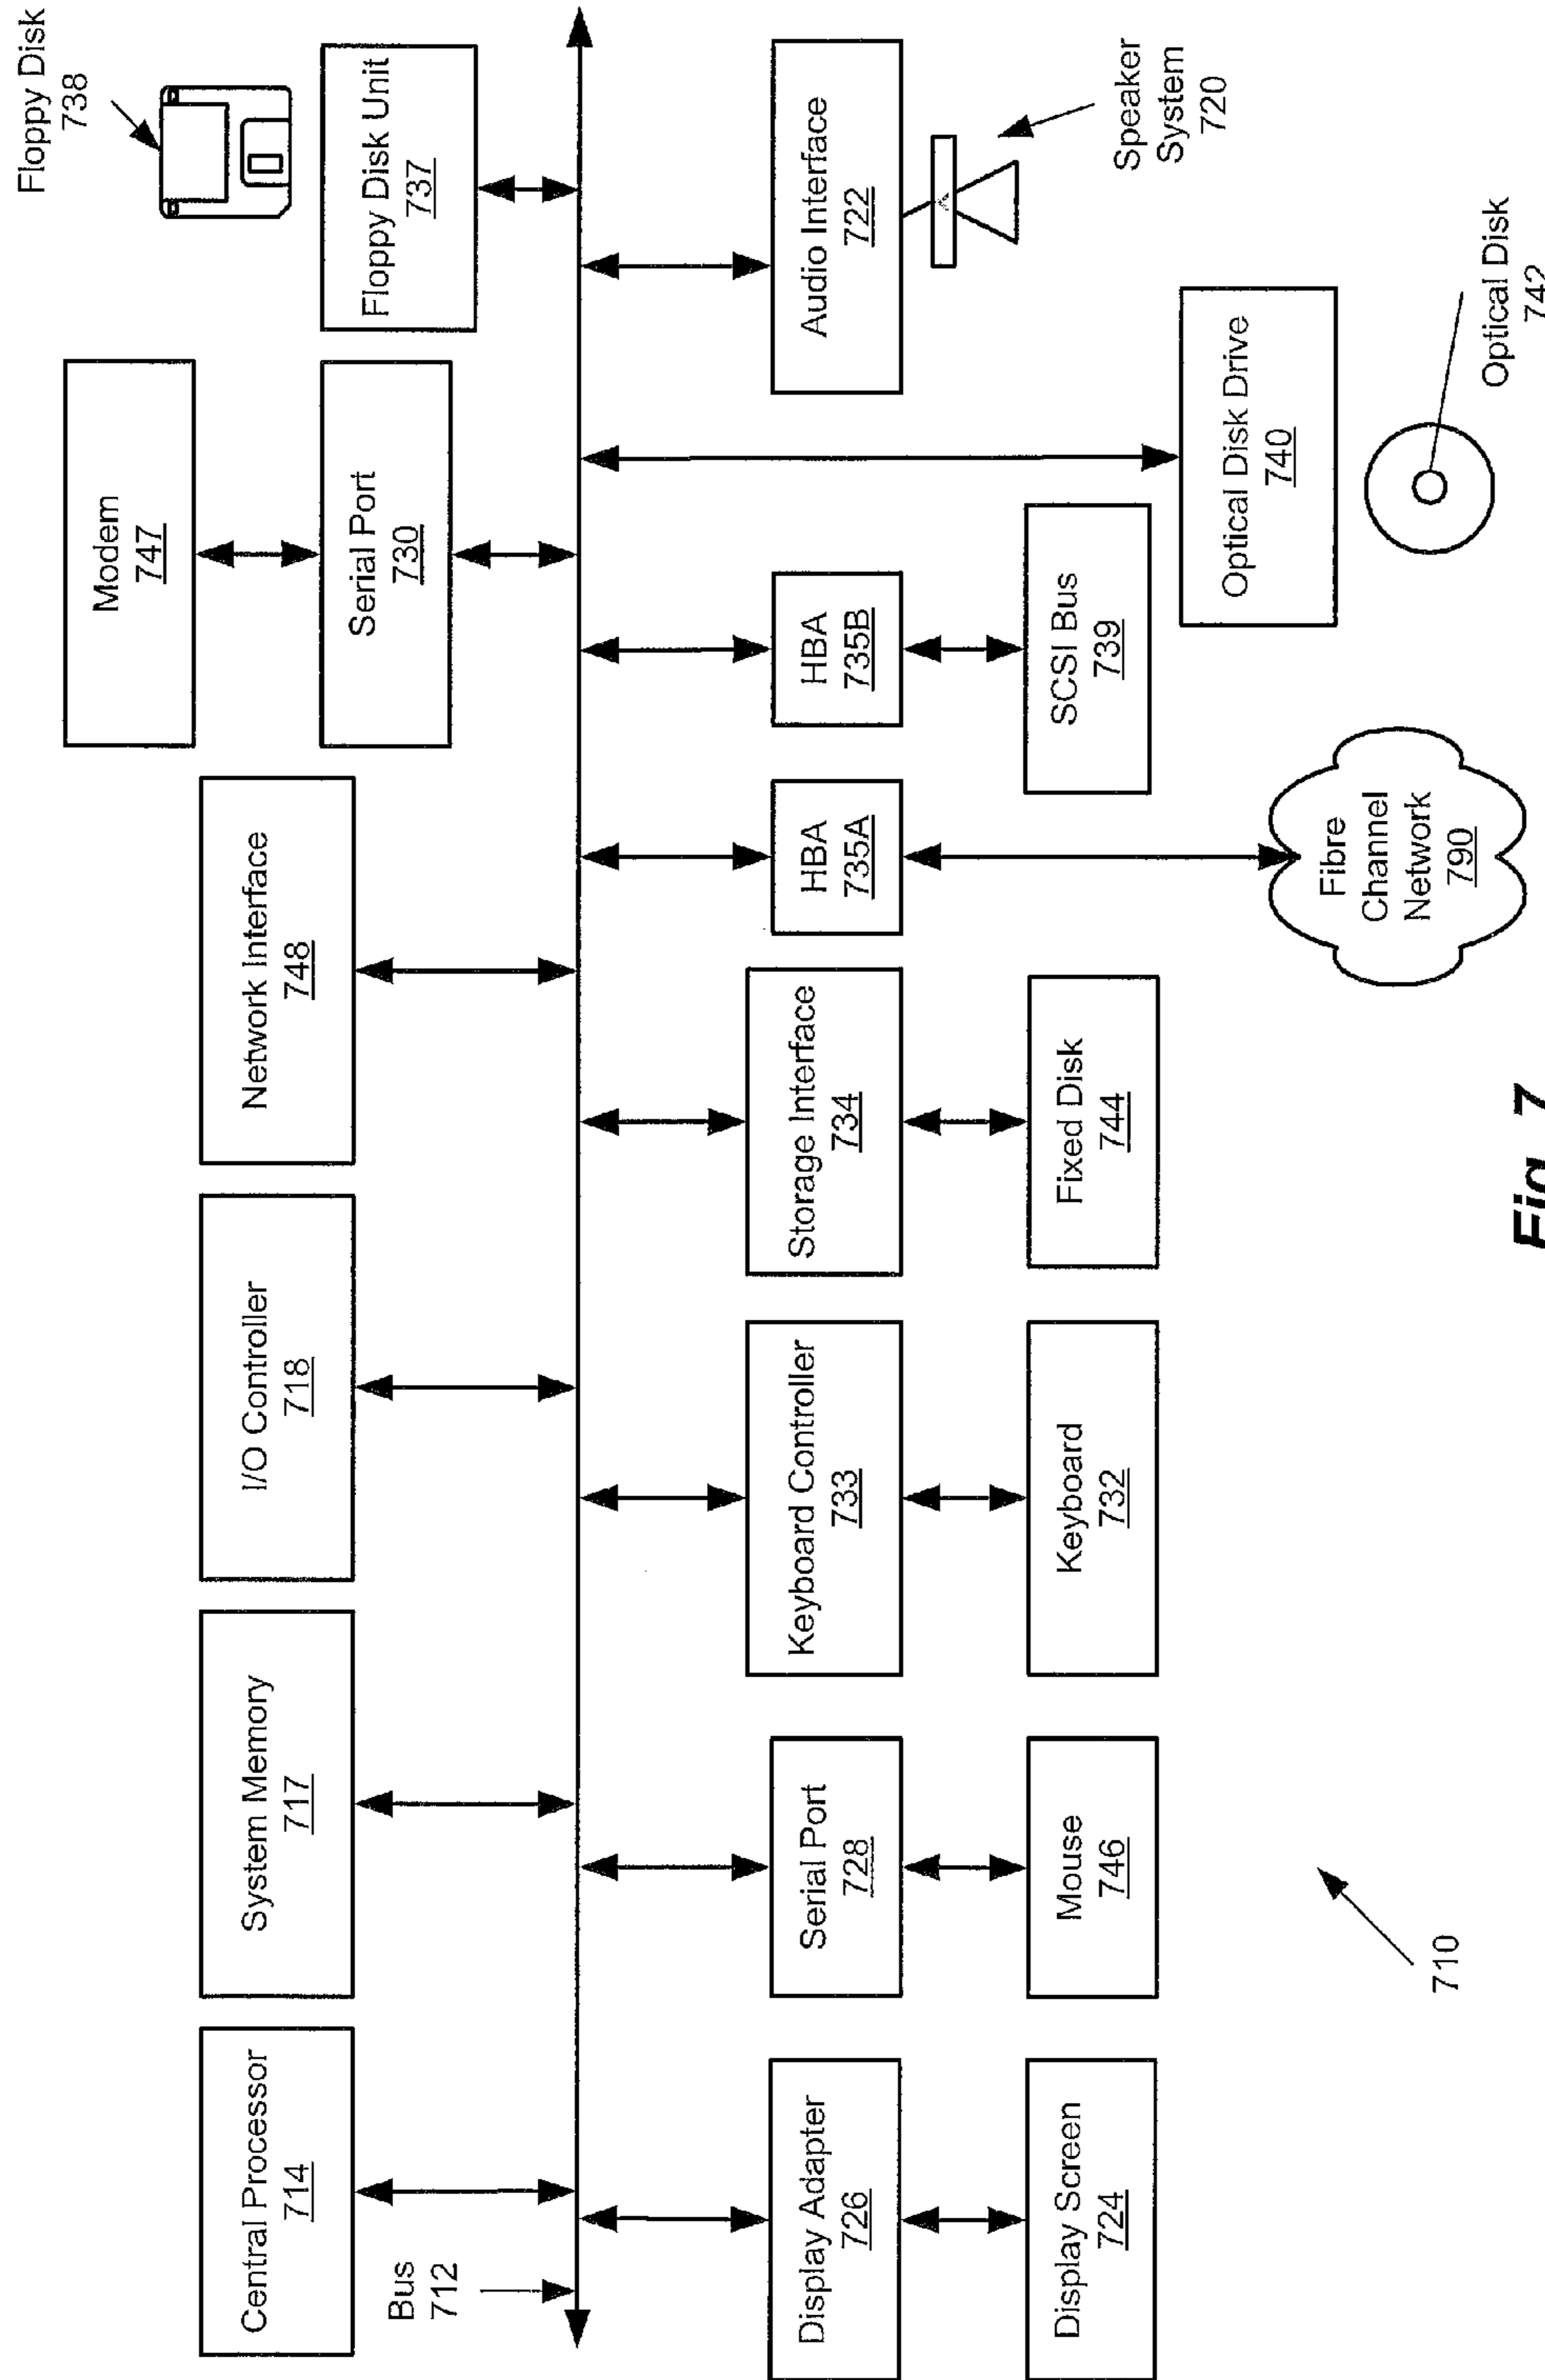 Floppy Disk
738
Modem
747
Central Processor
714
System Memory
717
I/O Controller
718
Network Interface
748
Serial Port
730
Floppy Disk Unit
737
Bus
712
Display Adapter
726
Serial Port
728
Keyboard Controller
733
Storage Interface
734
HBA
735A
HBA
735B
Audio Interface
722
Display Screen
724
Mouse
746
Keyboard
732
Fixed Disk
744
SCSI Bus
739
Speaker
System
720
Optical Disk Drive
740
Fibre
Channel
Network
790
710
Optical Disk
742
Fig. 7